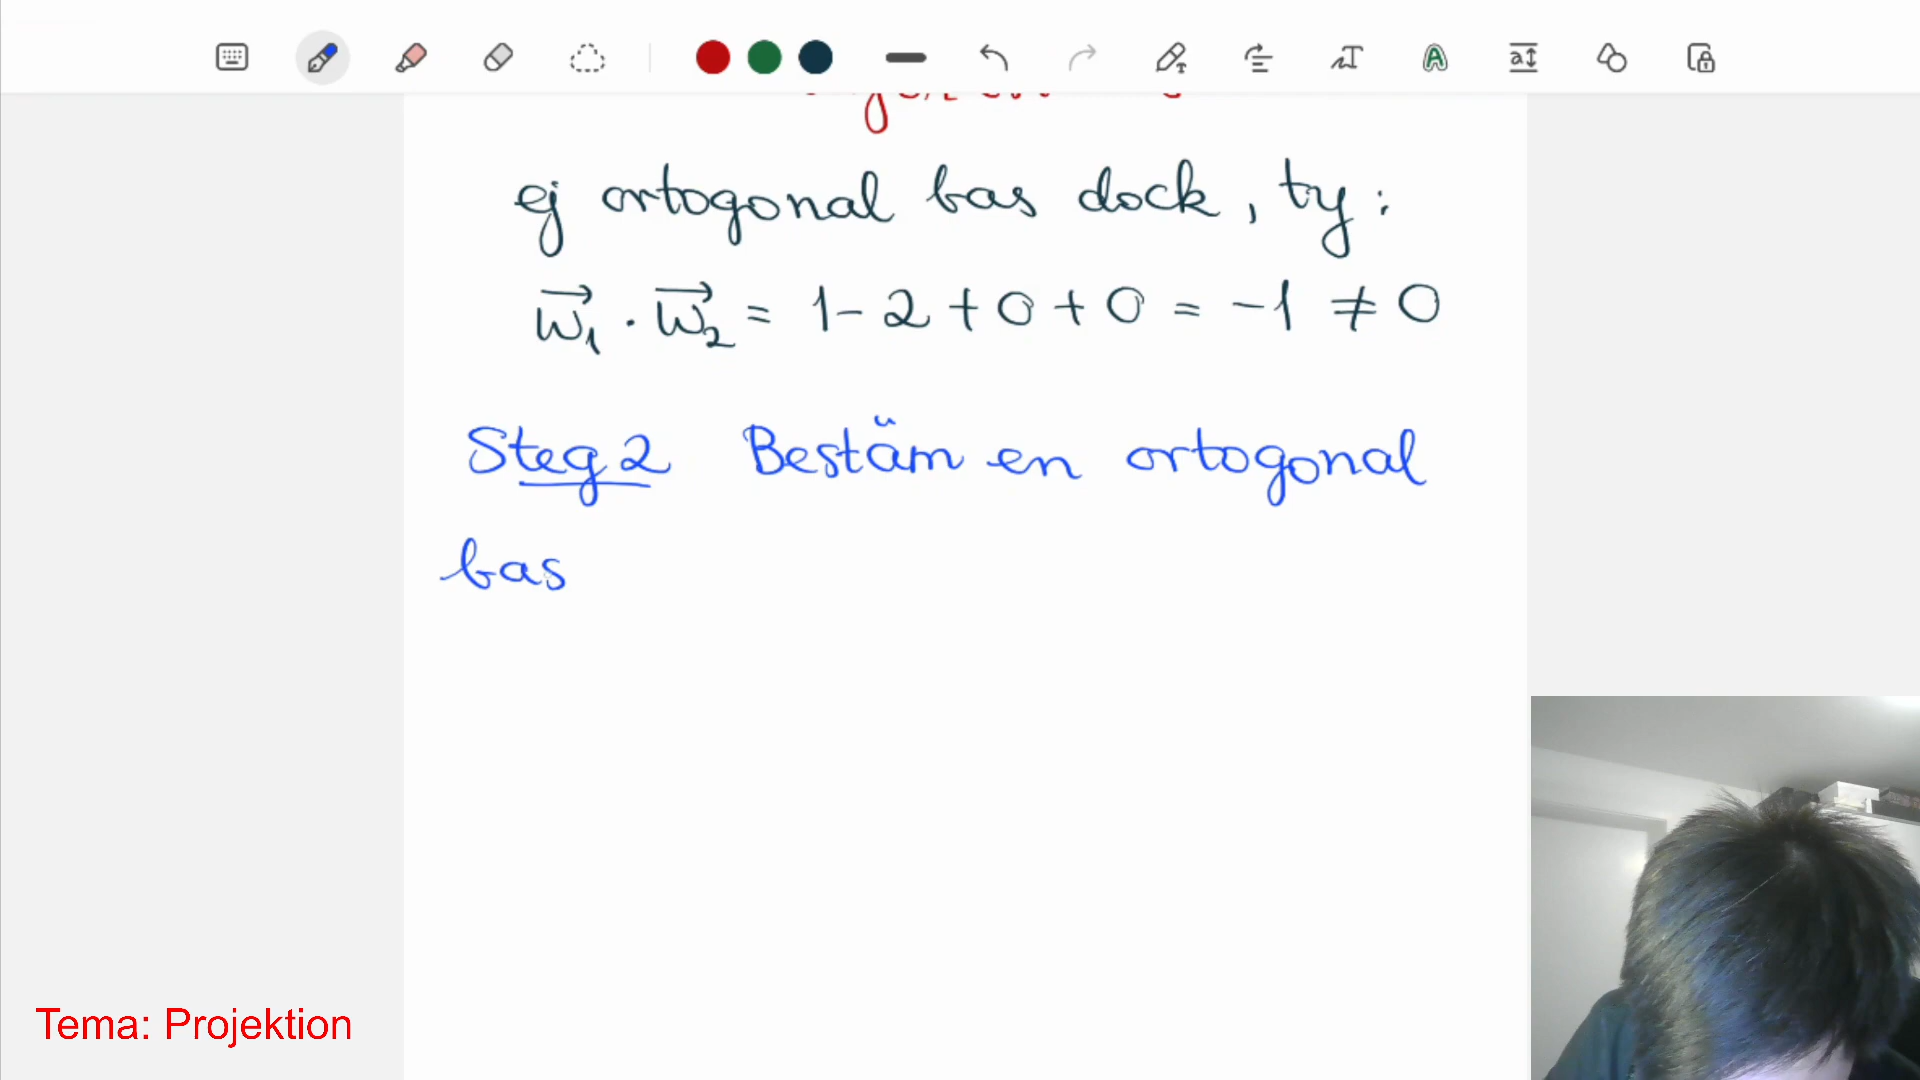 ej ortogonal bas dock, ty:
w₁ · w₂ = 1 - 2 + 0 + 0 = -1 ≠ 0
Steg 2 Bestäm en ortogonal
bas
Tema: Projektion